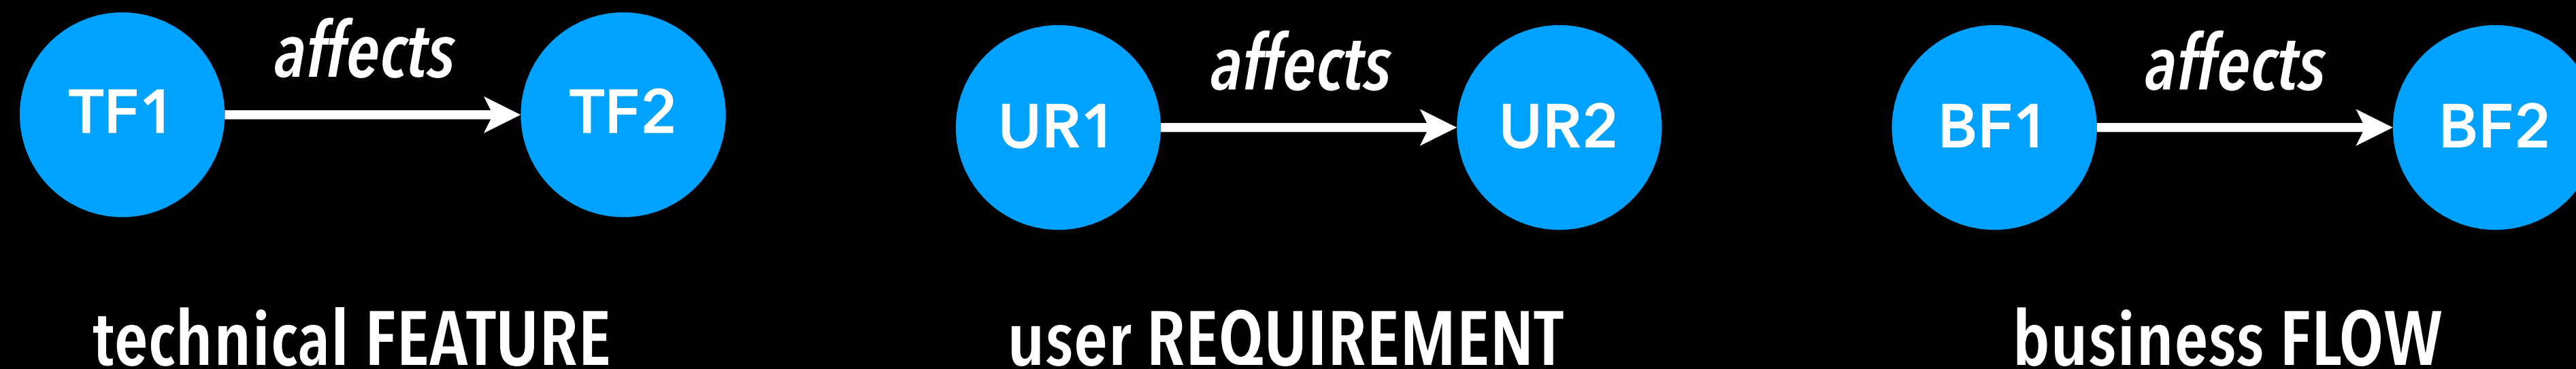 affects
TF1
TF2
affects
UR1
UR2
affects
BF1
BF2
technical FEATURE
user REQUIREMENT
business FLOW